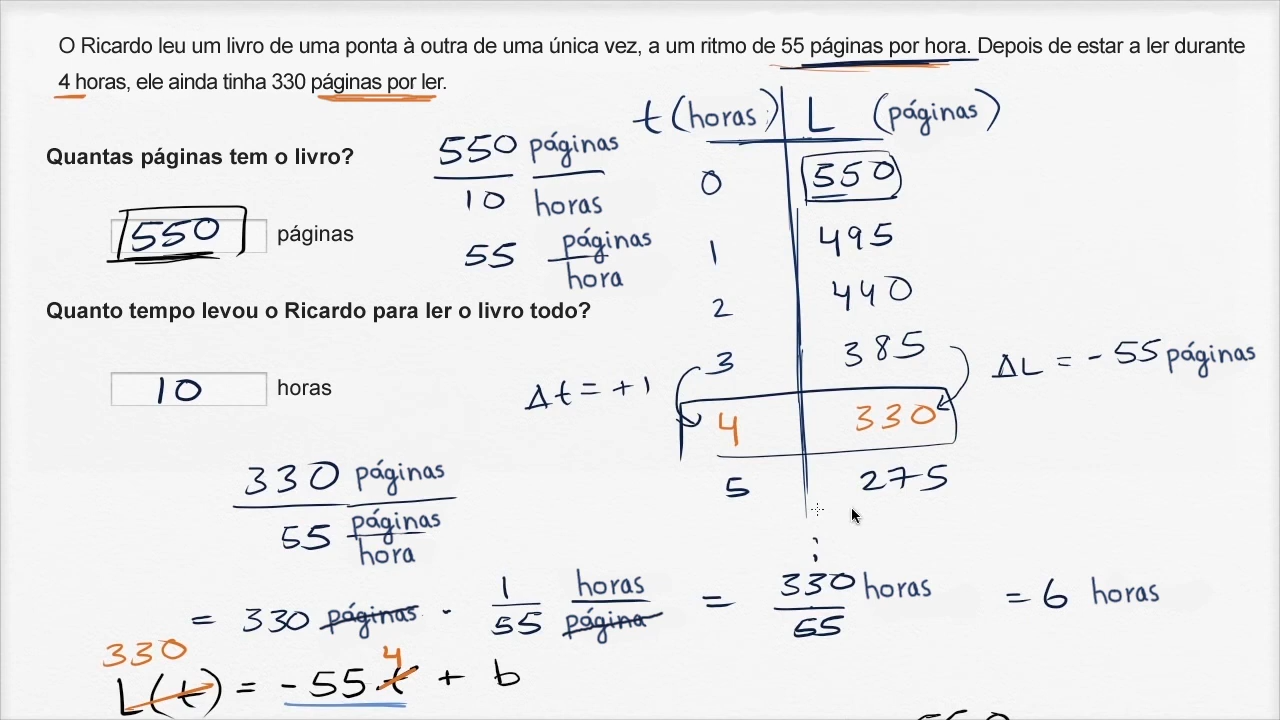 O Ricardo leu um livro de uma ponta à outra de uma única vez, a um ritmo de 55 páginas por hora. Depois de estar a ler durante
4 horas, ele ainda tinha 330 páginas por ler.
t (horas) L (páginas)
0 550
1 495
2 440
3 385
4 330
5 275
Δt = +1
ΔL = -55 páginas
Quantas páginas tem o livro?
550 páginas
550 páginas
10 horas
55 páginas
hora
Quanto tempo levou o Ricardo para ler o livro todo?
10 horas
330 páginas
55 páginas
hora
= 330 páginas · 1 horas = 330 horas = 6 horas
55 página 55
330 4
L(t) = -55 t + b